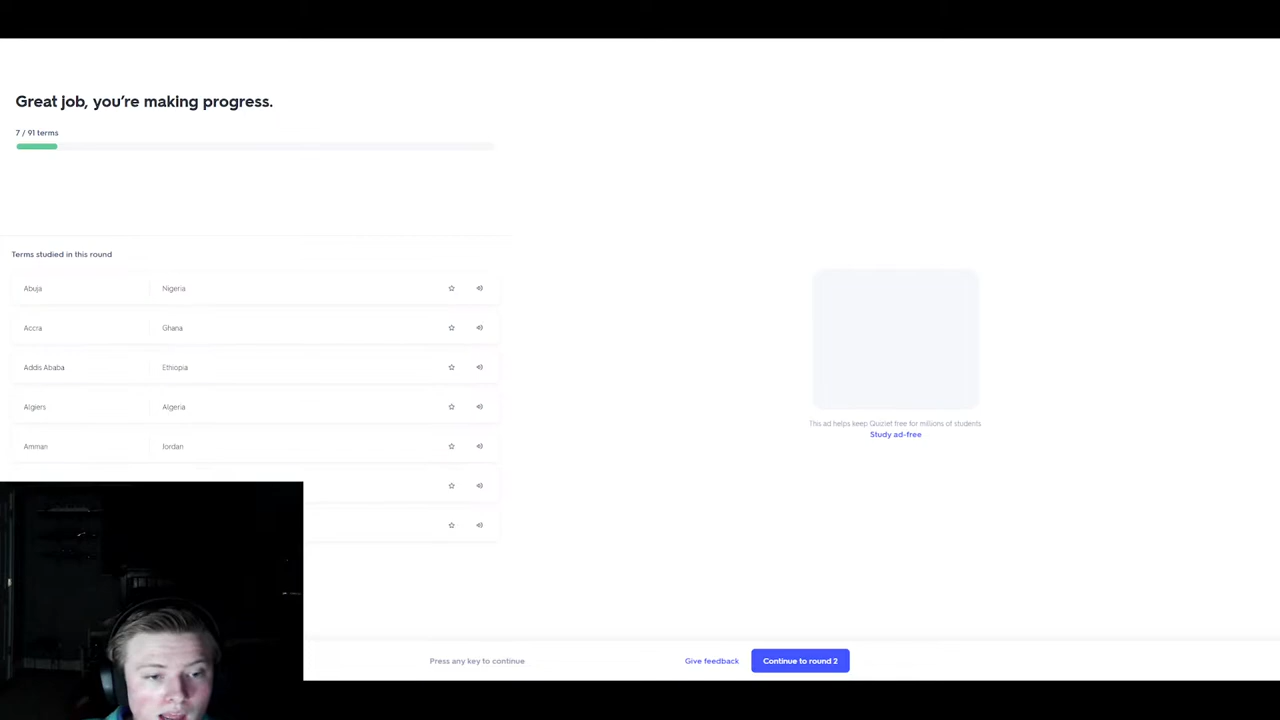 Great job, you're making progress.
7 / 91 terms
Terms studied in this round
Abuja Nigeria
Accra Ghana
Addis Ababa Ethiopia
Algiers Algeria
Amman Jordan
This ad helps keep Quizlet free for millions of students
Study ad-free
Press any key to continue Give feedback Continue to round 2